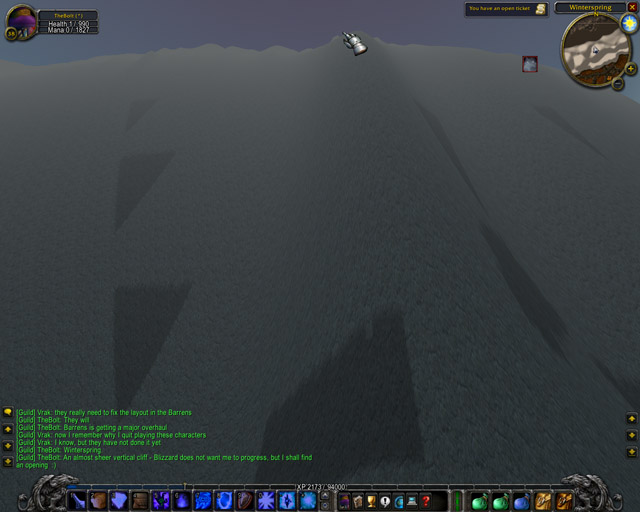 TheBolt (*)
Health 1 / 990
Mana 0 / 1827
38
You have an open ticket
Winterspring
N
[Guild] Vrak: they really need to fix the layout in the Barrens
[Guild] TheBolt: They will
[Guild] TheBolt: Barrens is getting a major overhaul
[Guild] Vrak: now i remember why I quit playing these characters
[Guild] Vrak: I know, but they have not done it yet.
[Guild] TheBolt: Winterspring
[Guild] TheBolt: An almost sheer vertical cliff - Blizzard does not want me to progress, but I shall find
an opening :)
XP 2173 / 94000